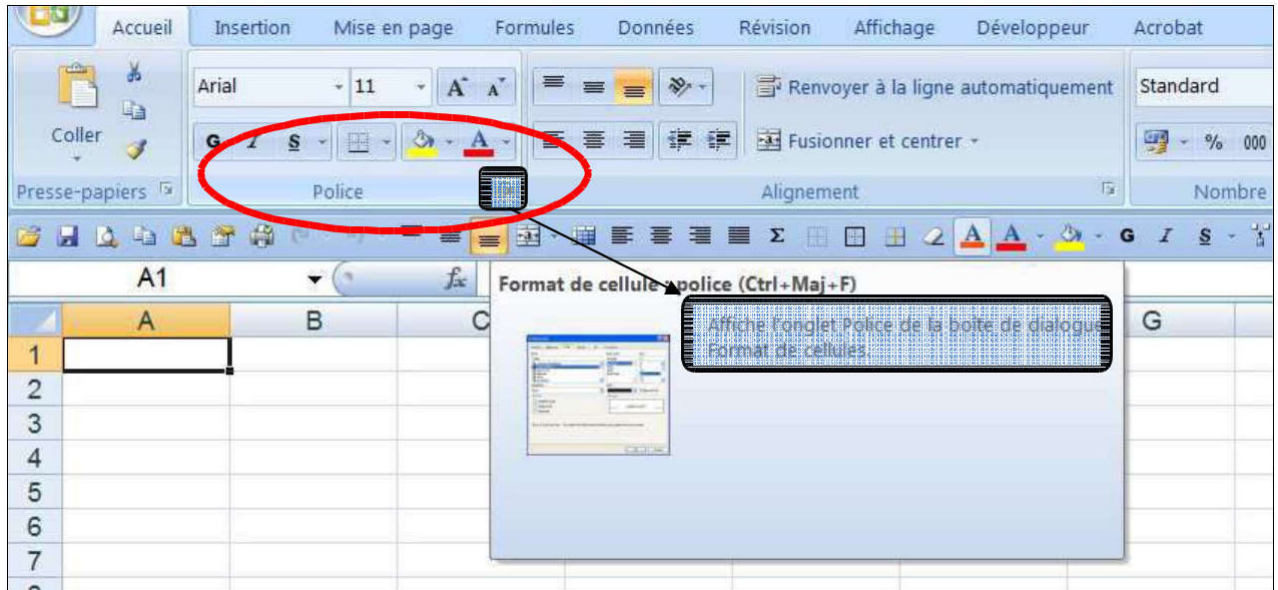 Accueil Insertion Mise en page Formules Données Révision Affichage Développeur Acrobat
Arial 11 A A Renvoyer à la ligne automatiquement Standard
Coller
G I S A Fusionner et centrer % 000
Presse-papiers Police Alignement Nombre
Σ A A G I S
A1 fx
Format de cellule : police (Ctrl+Maj+F)
A B C G
Affiche l'onglet Police de la boîte de dialogue
Format de cellules.
1
2
3
4
5
6
7